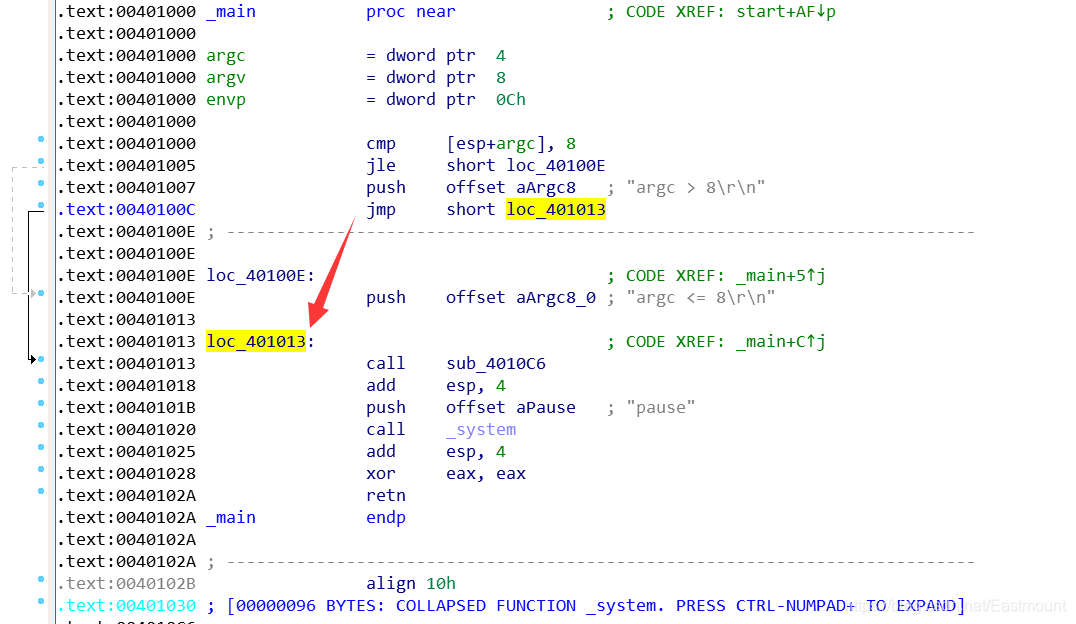 .text:00401000 _main proc near ; CODE XREF: start+AF↓p
.text:00401000
.text:00401000 argc = dword ptr 4
.text:00401000 argv = dword ptr 8
.text:00401000 envp = dword ptr 0Ch
.text:00401000
.text:00401000 cmp [esp+argc], 8
.text:00401005 jle short loc_40100E
.text:00401007 push offset aArgc8 ; "argc > 8\r\n"
.text:0040100C jmp short loc_401013
.text:0040100E ; ---------------------------------------------------------------------------
.text:0040100E
.text:0040100E loc_40100E: ; CODE XREF: _main+5↑j
.text:0040100E push offset aArgc8_0 ; "argc <= 8\r\n"
.text:00401013
.text:00401013 loc_401013: ; CODE XREF: _main+C↑j
.text:00401013 call sub_4010C6
.text:00401018 add esp, 4
.text:0040101B push offset aPause ; "pause"
.text:00401020 call _system
.text:00401025 add esp, 4
.text:00401028 xor eax, eax
.text:0040102A retn
.text:0040102A _main endp
.text:0040102A
.text:0040102A ; ---------------------------------------------------------------------------
.text:0040102B align 10h
.text:00401030 ; [00000096 BYTES: COLLAPSED FUNCTION _system. PRESS CTRL-NUMPAD+ TO EXPAND]